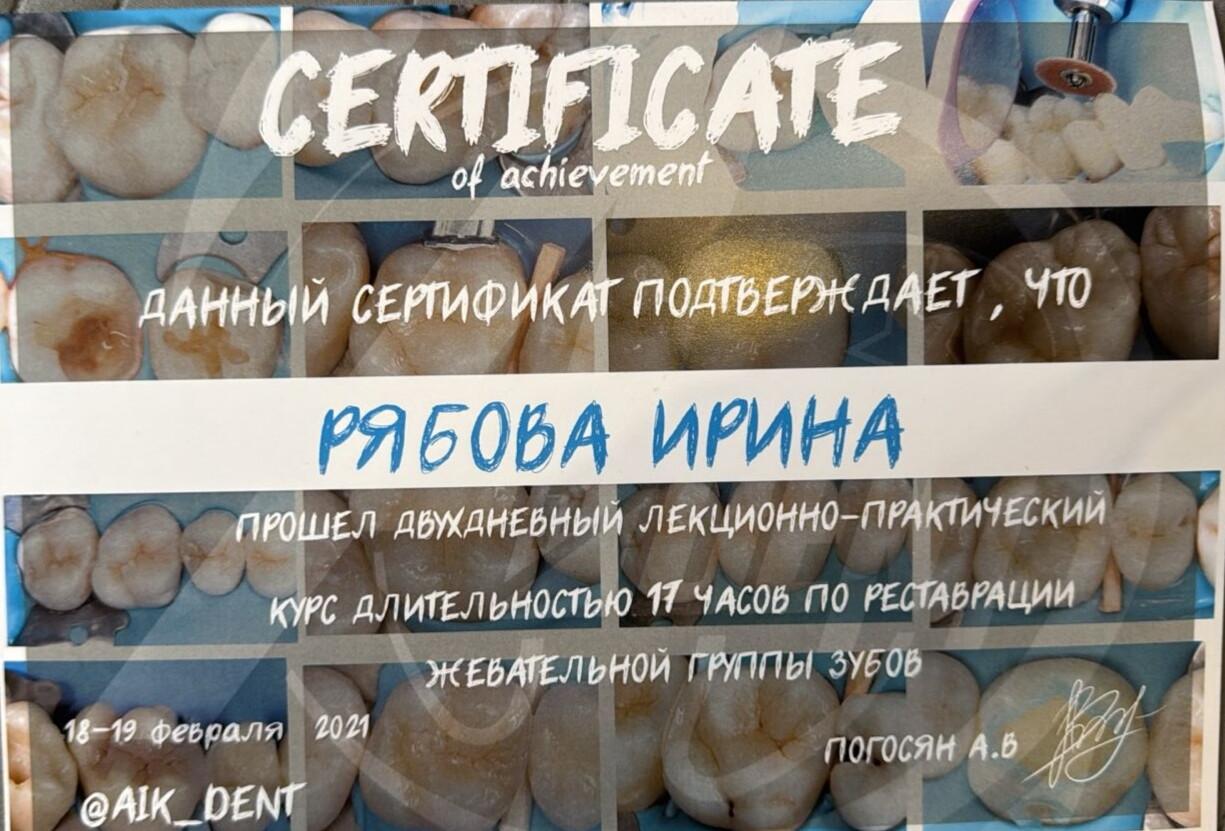 CERTIFICATE
of achievement
ДАННЫЙ СЕРТИФИКАТ ПОДТВЕРЖДАЕТ , ЧТО
РЯБОВА ИРИНА
ПРОШЕЛ ДВУХДНЕВНЫЙ ЛЕКЦИОННО-ПРАКТИЧЕСКИЙ
КУРС ДЛИТЕЛЬНОСТЬЮ 17 ЧАСОВ ПО РЕСТАВРАЦИИ
ЖЕВАТЕЛЬНОЙ ГРУППЫ ЗУБОВ
18-19 февраля 2021
ПОГОСЯН А.В
@AIK_DENT